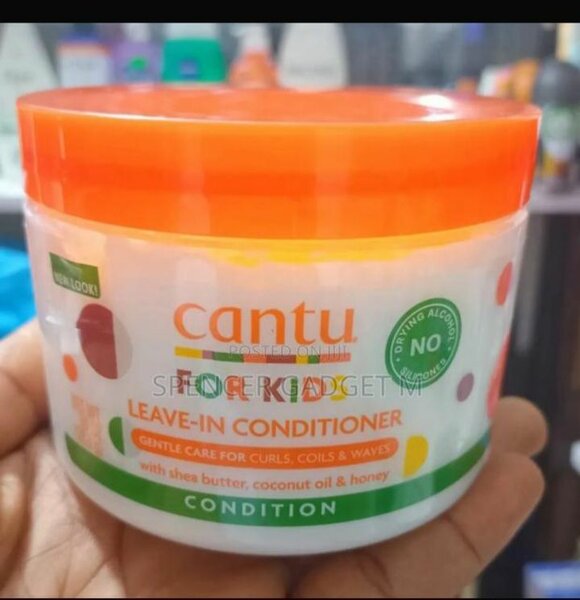 NEW LOOK!
cantu
DRYING ALCOHOL
NO
SILICONES
POSTED ON JIJI
FOR KIDS
SPENCER GADGET M
LEAVE-IN CONDITIONER
GENTLE CARE FOR CURLS, COILS & WAVES
with shea butter, coconut oil & honey
CONDITION